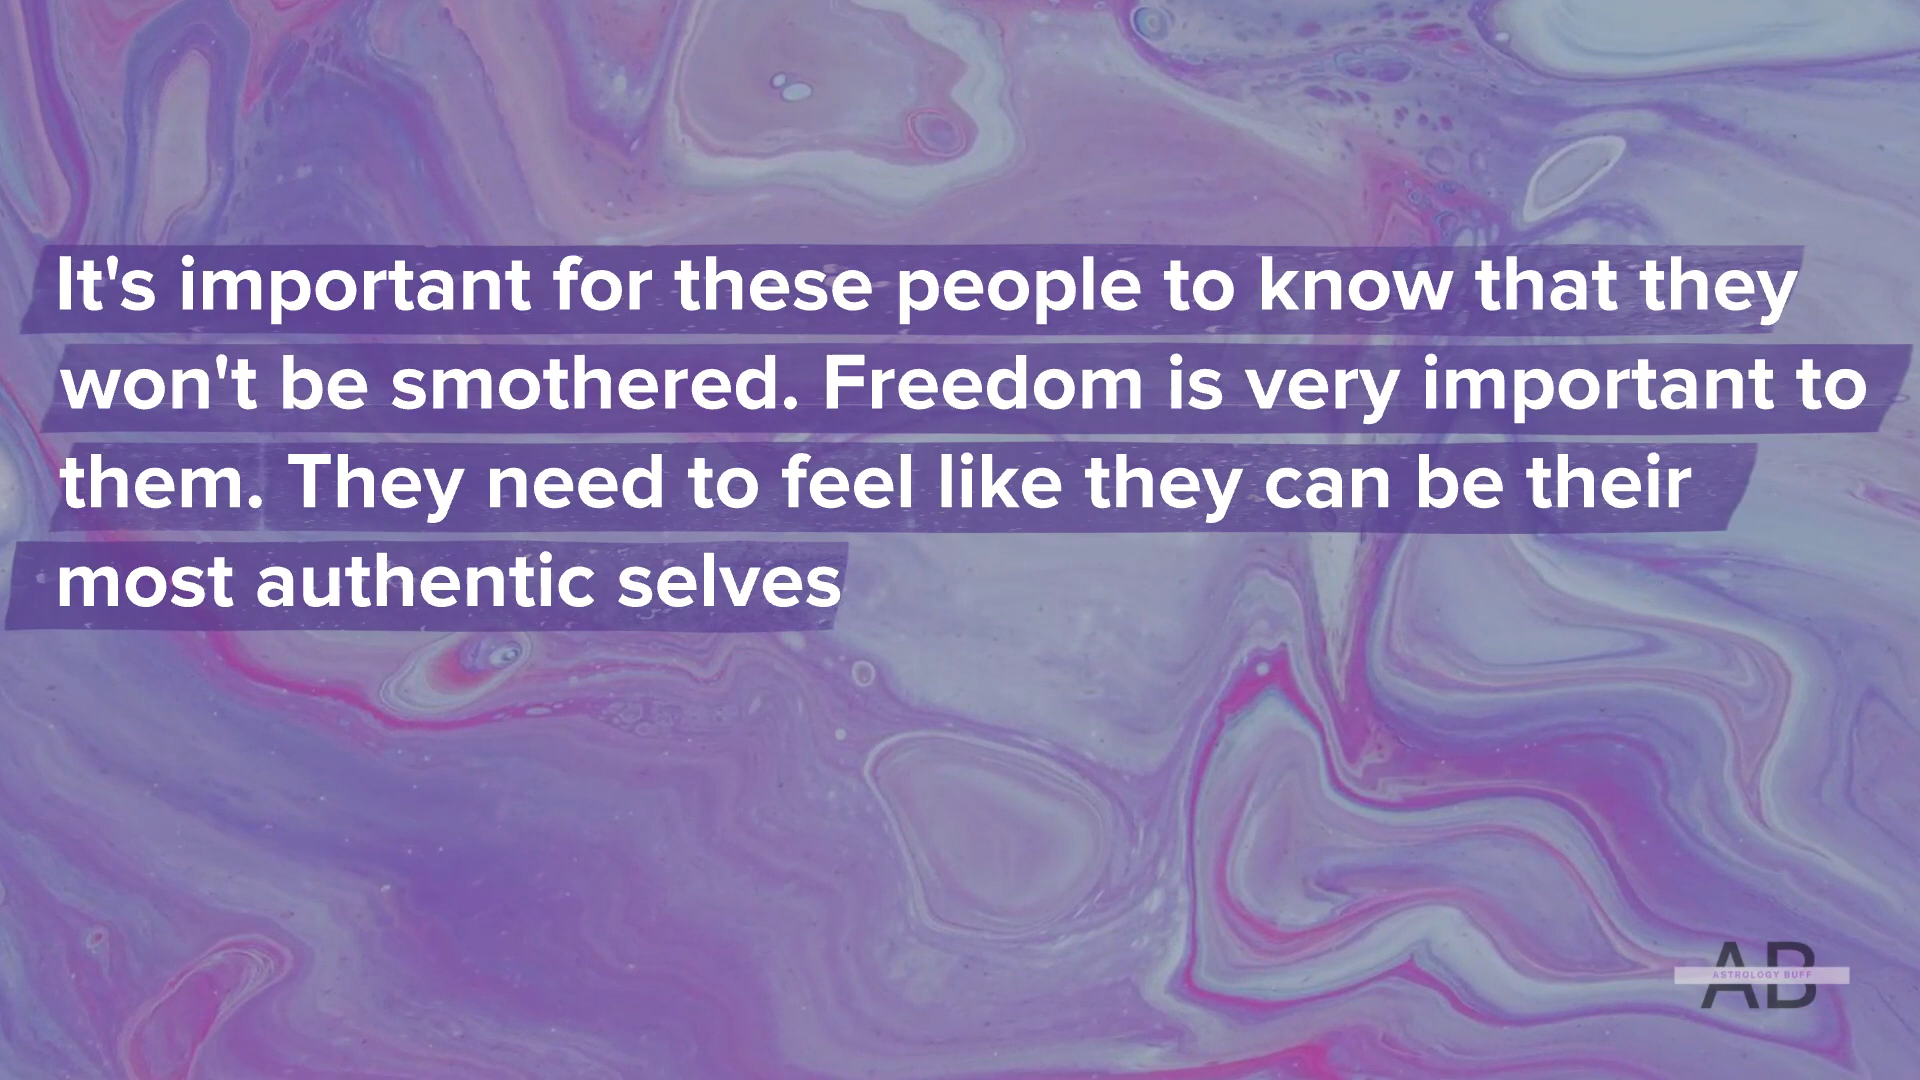 It's important for these people to know that they
won't be smothered. Freedom is very important to
them. They need to feel like they can be their
most authentic selves
AB
ASTROLOGY BUFF